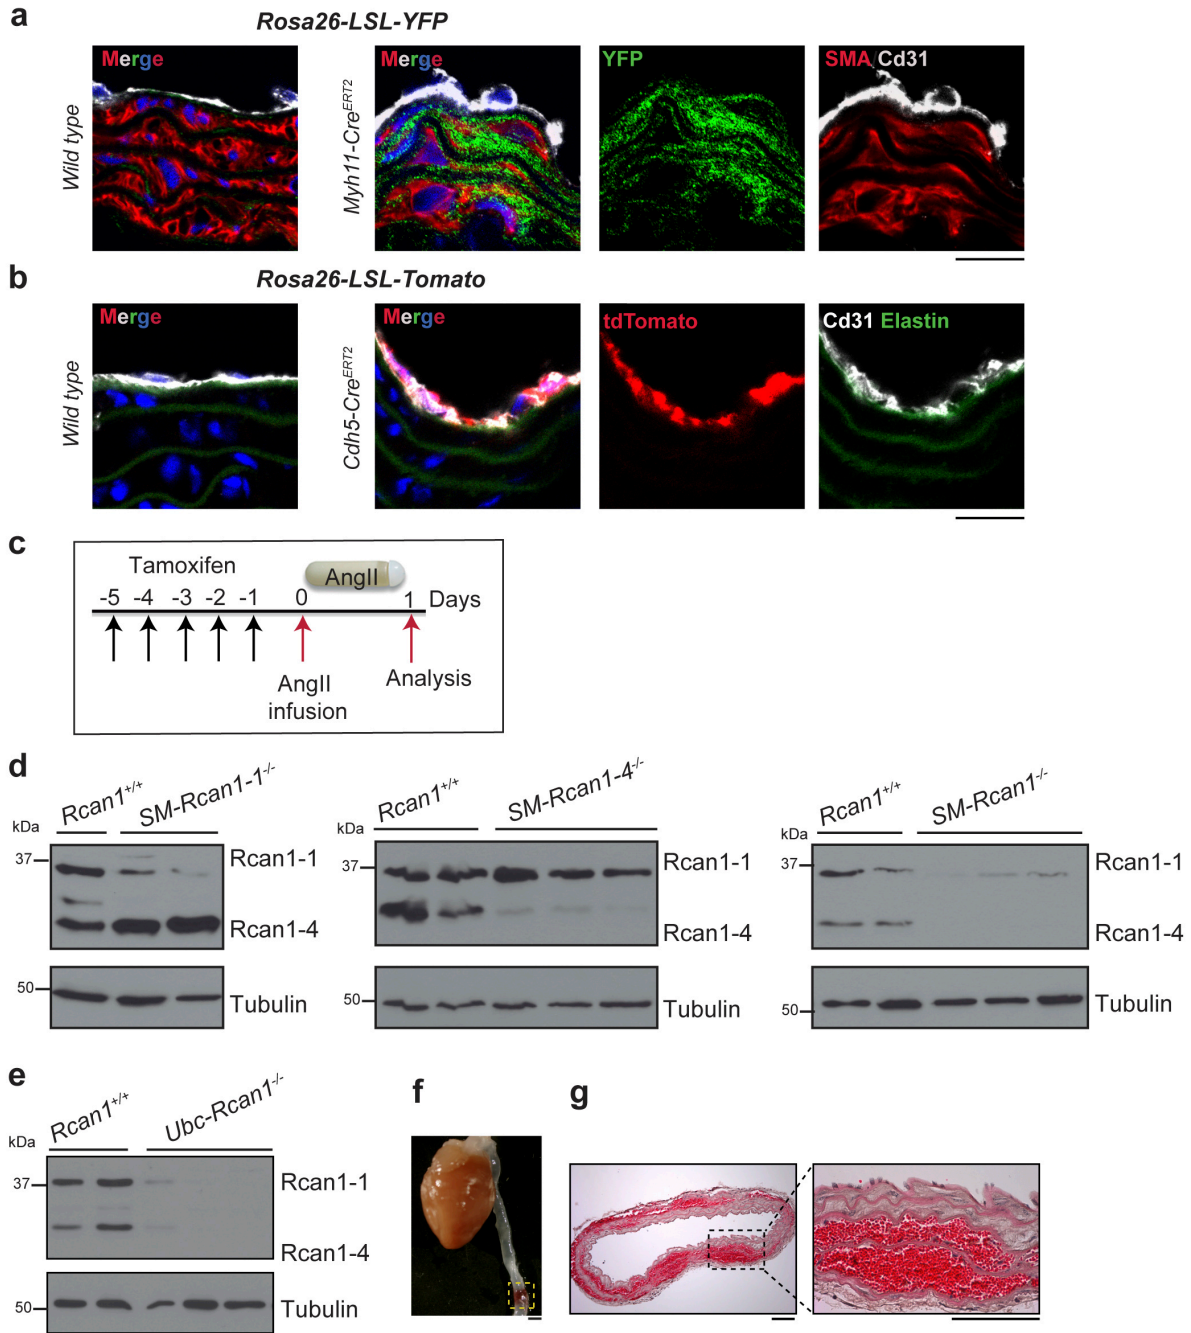 a
Rosa26-LSL-YFP
Wild type
Merge
Myh11-CreERT2
Merge
YFP
SMA Cd31
b
Rosa26-LSL-Tomato
Wild type
Merge
Cdh5-CreERT2
Merge
tdTomato
Cd31 Elastin
c
Tamoxifen
AngII
-5 -4 -3 -2 -1 0 1 Days
AngII
infusion
Analysis
d
Rcan1+/+ SM-Rcan1-1-/-
kDa
37
Rcan1-1
Rcan1-4
50
Tubulin
Rcan1+/+ SM-Rcan1-4-/-
kDa
37
Rcan1-1
Rcan1-4
50
Tubulin
Rcan1+/+ SM-Rcan1-/-
kDa
37
Rcan1-1
Rcan1-4
50
Tubulin
e
Rcan1+/+ Ubc-Rcan1-/-
kDa
37
Rcan1-1
Rcan1-4
50
Tubulin
f
g